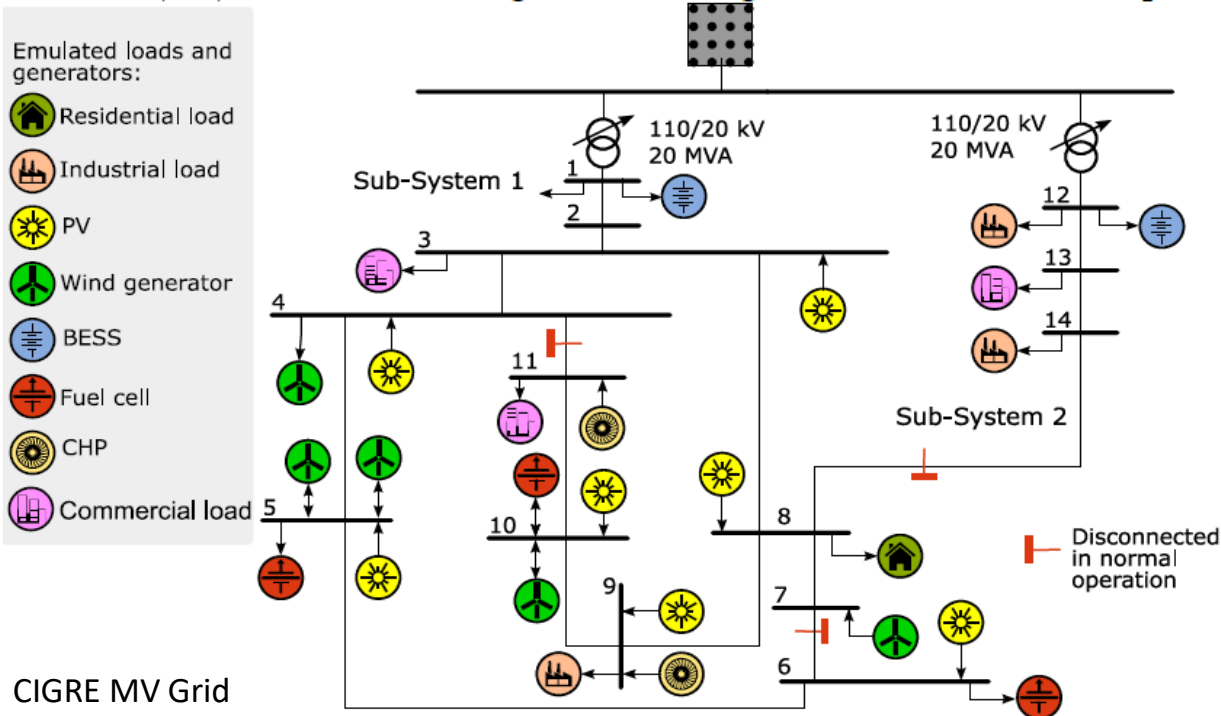 Emulated loads and
generators:
Residential load
Industrial load
PV
Wind generator
BESS
Fuel cell
CHP
Commercial load
110/20 kV
20 MVA
110/20 kV
20 MVA
Sub-System 1
1
2
3
12
13
14
4
11
Sub-System 2
5
10
8
Disconnected
in normal
operation
9
7
6
CIGRE MV Grid